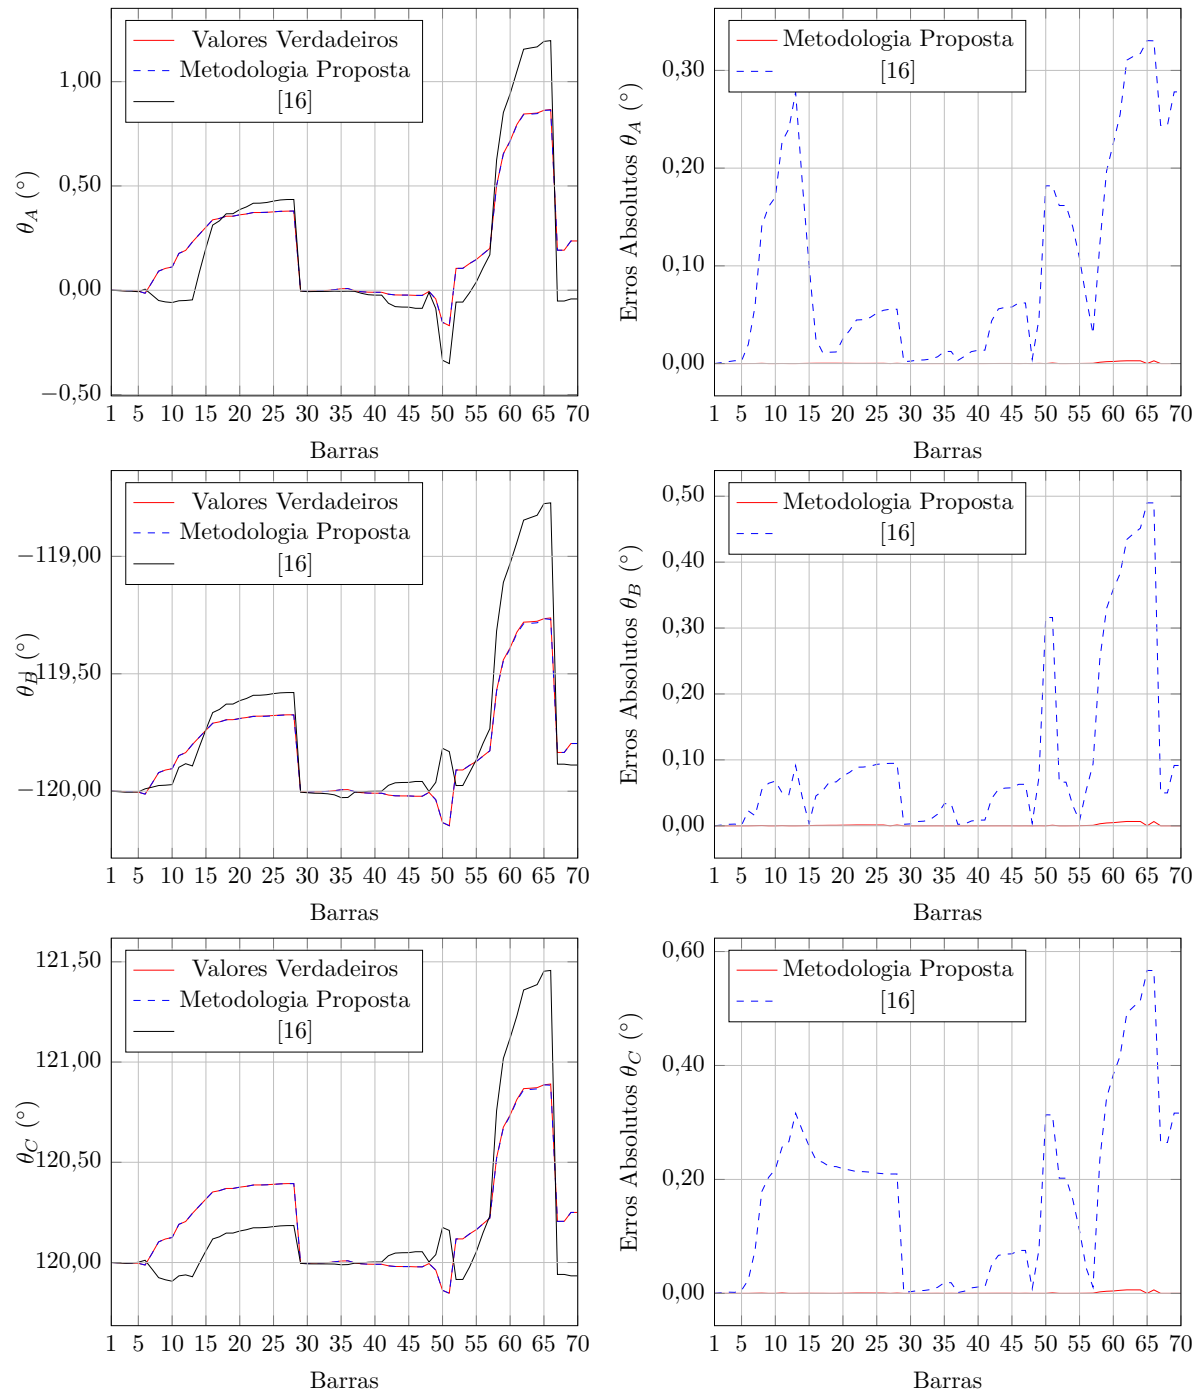 Valores Verdadeiros
Metodologia Proposta
[16]
1,00
0,50
0,00
−0,50
θA (°)
1 5 10 15 20 25 30 35 40 45 50 55 60 65 70
Barras
Metodologia Proposta
[16]
0,30
0,20
0,10
0,00
Erros Absolutos θA (°)
1 5 10 15 20 25 30 35 40 45 50 55 60 65 70
Barras
Valores Verdadeiros
Metodologia Proposta
[16]
−119,00
−119,50
−120,00
θB (°)
1 5 10 15 20 25 30 35 40 45 50 55 60 65 70
Barras
Metodologia Proposta
[16]
0,50
0,40
0,30
0,20
0,10
0,00
Erros Absolutos θB (°)
1 5 10 15 20 25 30 35 40 45 50 55 60 65 70
Barras
Valores Verdadeiros
Metodologia Proposta
[16]
121,50
121,00
120,50
120,00
θC (°)
1 5 10 15 20 25 30 35 40 45 50 55 60 65 70
Barras
Metodologia Proposta
[16]
0,60
0,40
0,20
0,00
Erros Absolutos θC (°)
1 5 10 15 20 25 30 35 40 45 50 55 60 65 70
Barras